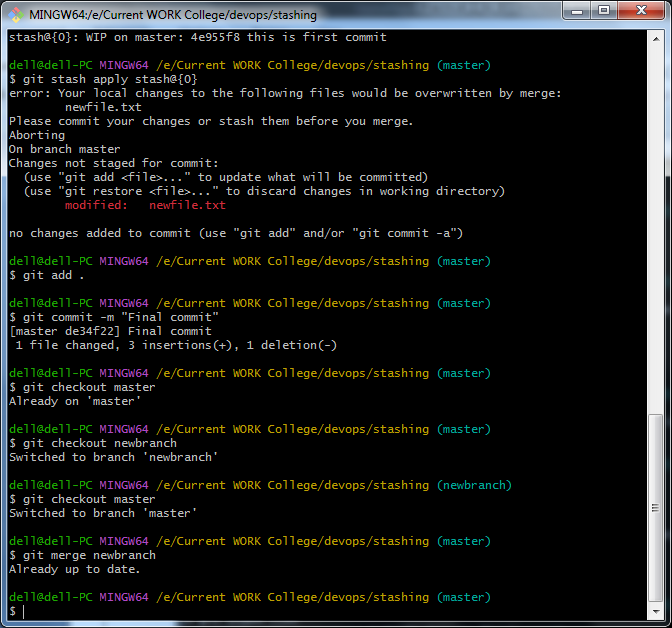 MINGW64:/e/Current WORK College/devops/stashing
stash@{0}: WIP on master: 4e955f8 this is first commit
dell@dell-PC MINGW64 /e/Current WORK College/devops/stashing (master)
$ git stash apply stash@{0}
error: Your local changes to the following files would be overwritten by merge:
newfile.txt
Please commit your changes or stash them before you merge.
Aborting
On branch master
Changes not staged for commit:
(use "git add <file>..." to update what will be committed)
(use "git restore <file>..." to discard changes in working directory)
modified: newfile.txt
no changes added to commit (use "git add" and/or "git commit -a")
dell@dell-PC MINGW64 /e/Current WORK College/devops/stashing (master)
$ git add .
dell@dell-PC MINGW64 /e/Current WORK College/devops/stashing (master)
$ git commit -m "Final commit"
[master de34f22] Final commit
1 file changed, 3 insertions(+), 1 deletion(-)
dell@dell-PC MINGW64 /e/Current WORK College/devops/stashing (master)
$ git checkout master
Already on 'master'
dell@dell-PC MINGW64 /e/Current WORK College/devops/stashing (master)
$ git checkout newbranch
Switched to branch 'newbranch'
dell@dell-PC MINGW64 /e/Current WORK College/devops/stashing (newbranch)
$ git checkout master
Switched to branch 'master'
dell@dell-PC MINGW64 /e/Current WORK College/devops/stashing (master)
$ git merge newbranch
Already up to date.
dell@dell-PC MINGW64 /e/Current WORK College/devops/stashing (master)
$